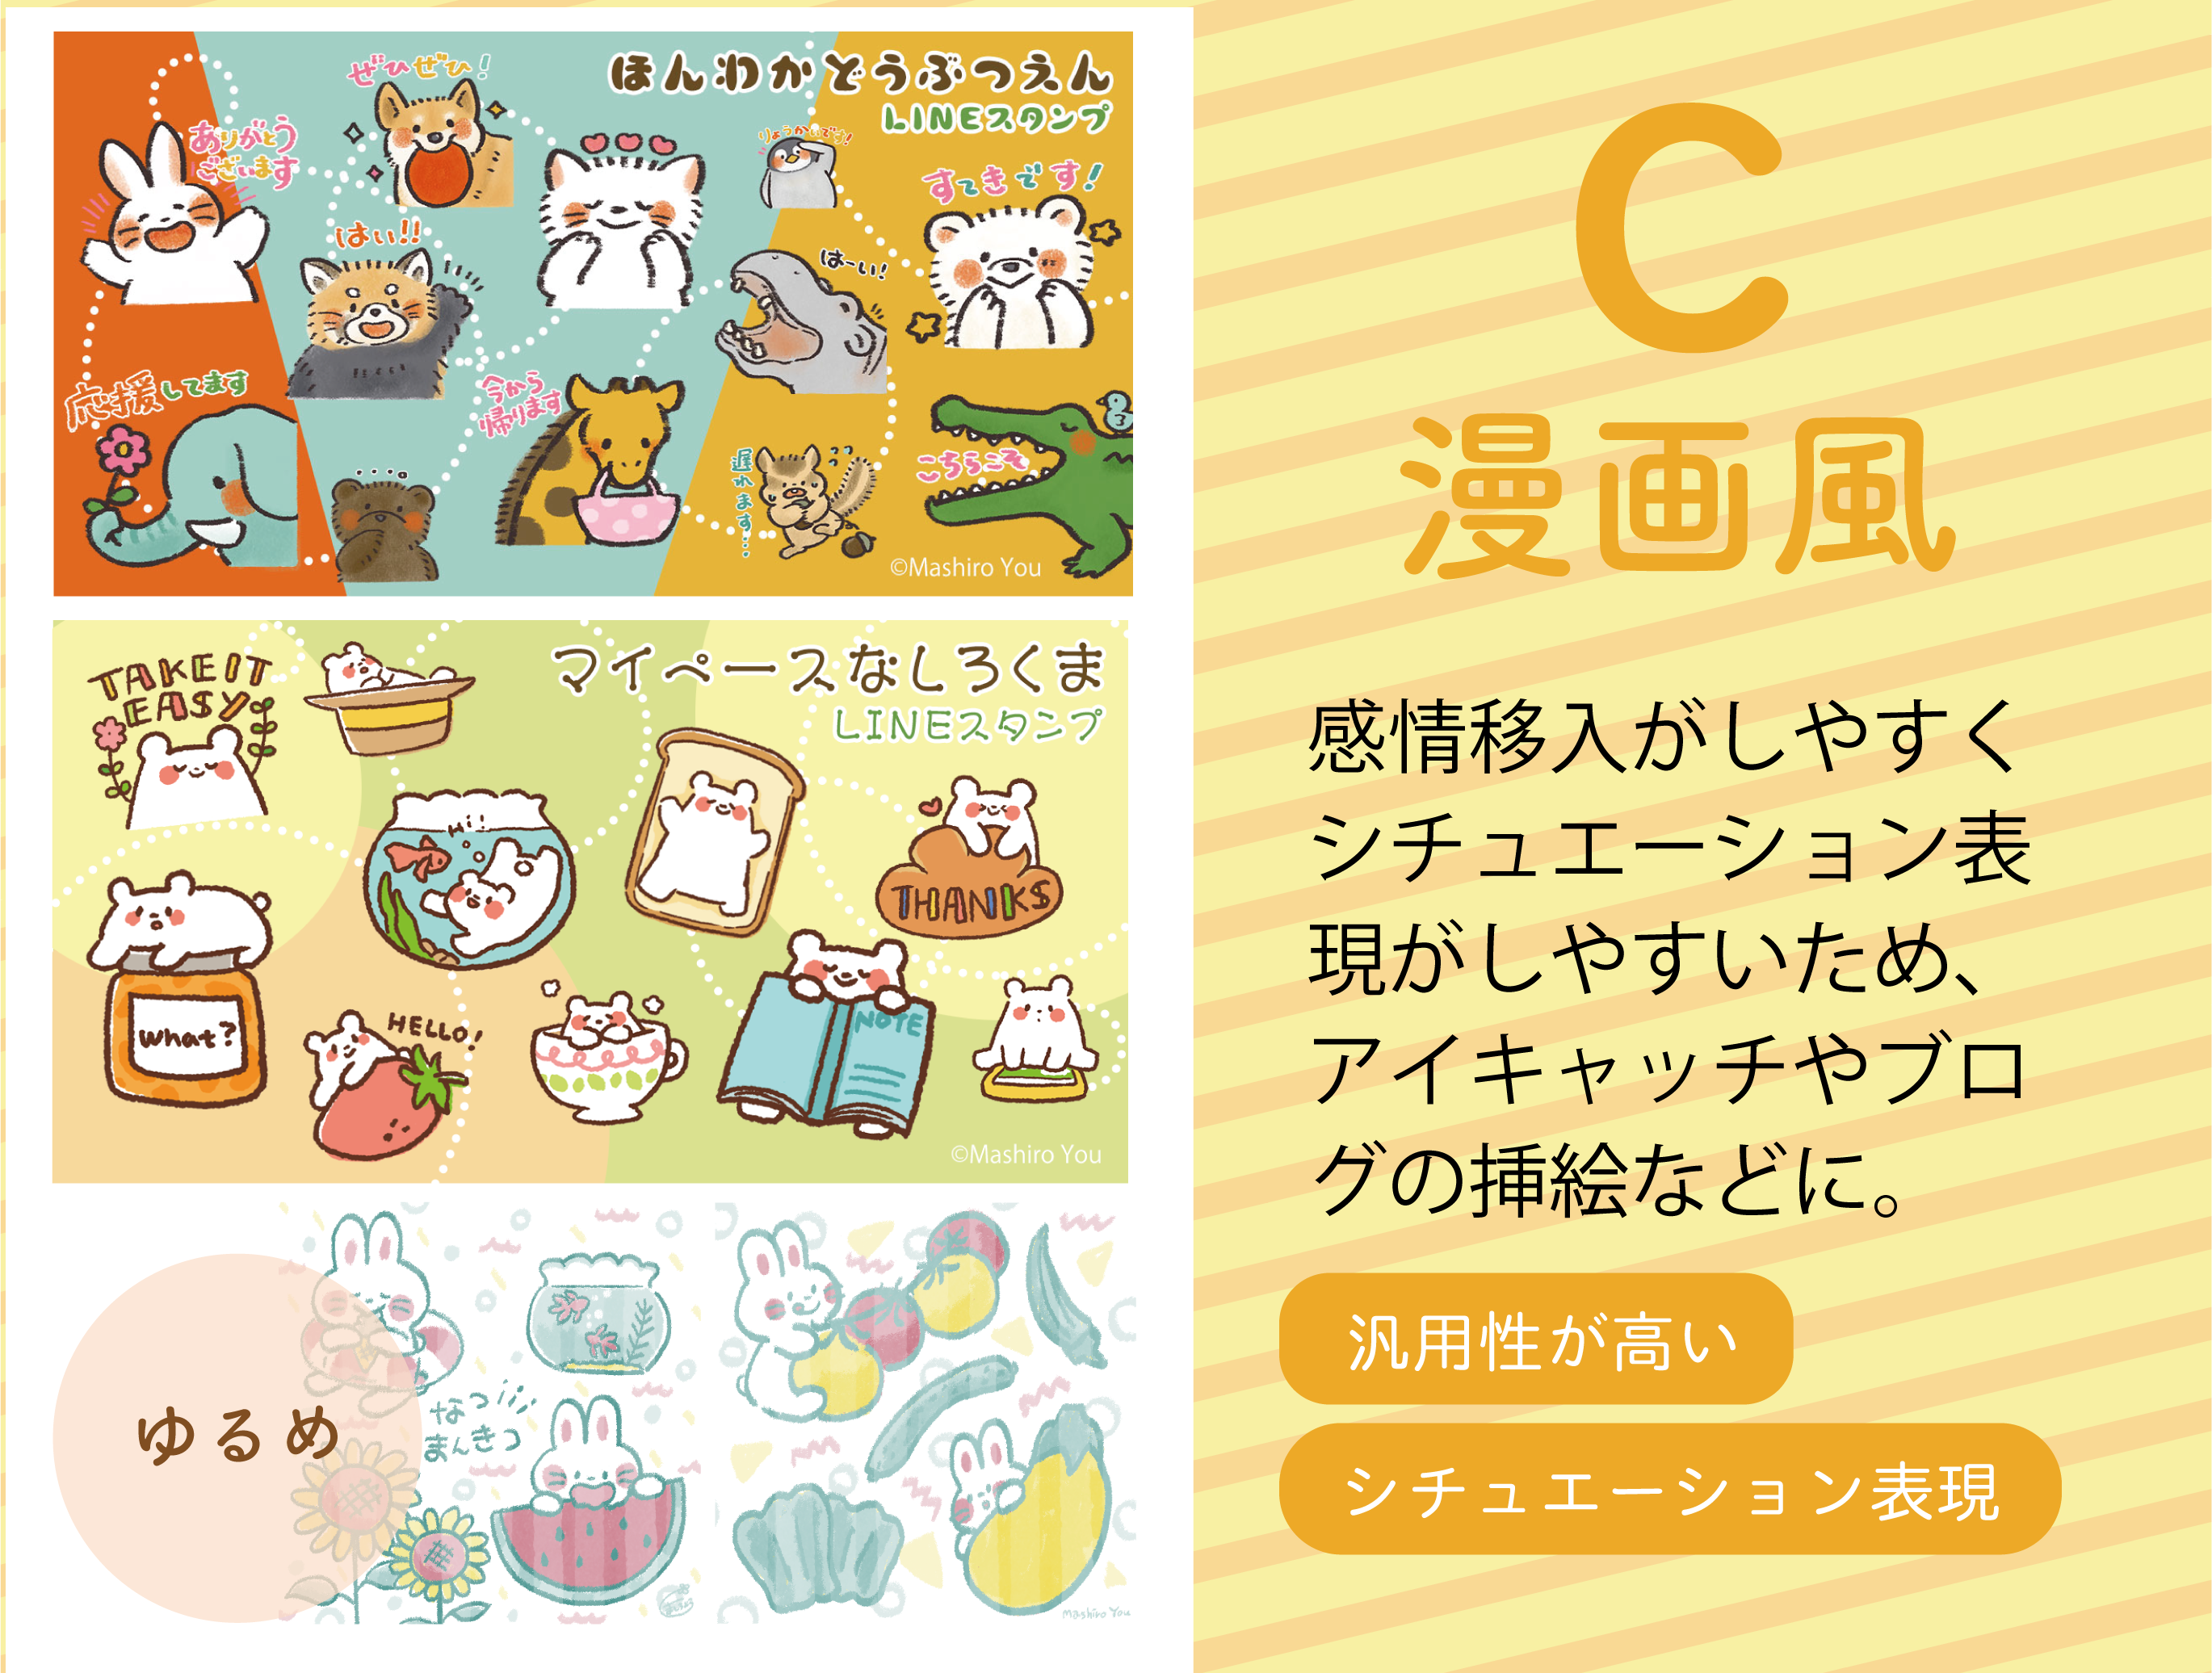 ほんわかどうぶつえん
LINEスタンプ
ぜひぜひ!
ありがとう
ございます
りょうかいです!
すてきです!
はい!!
はーい!
応援してます
今から
帰ります
遅れます…
こちらこそ
©Mashiro You
マイペースなしろくま
LINEスタンプ
TAKE IT
EASY
Hi!
THANKS
What?
HELLO!
NOTE
©Mashiro You
ゆるめ
なつ
まんきつ
Mashiro You
C
漫画風
感情移入がしやすく
シチュエーション表
現がしやすいため、
アイキャッチやブロ
グの挿絵などに。
汎用性が高い
シチュエーション表現